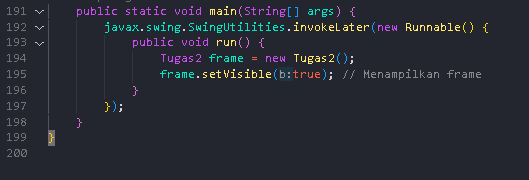 191 public static void main(String[] args) {
192 javax.swing.SwingUtilities.invokeLater(new Runnable() {
193 public void run() {
194 Tugas2 frame = new Tugas2();
195 frame.setVisible(b:true); // Menampilkan frame
196 }
197 });
198 }
199 }
200